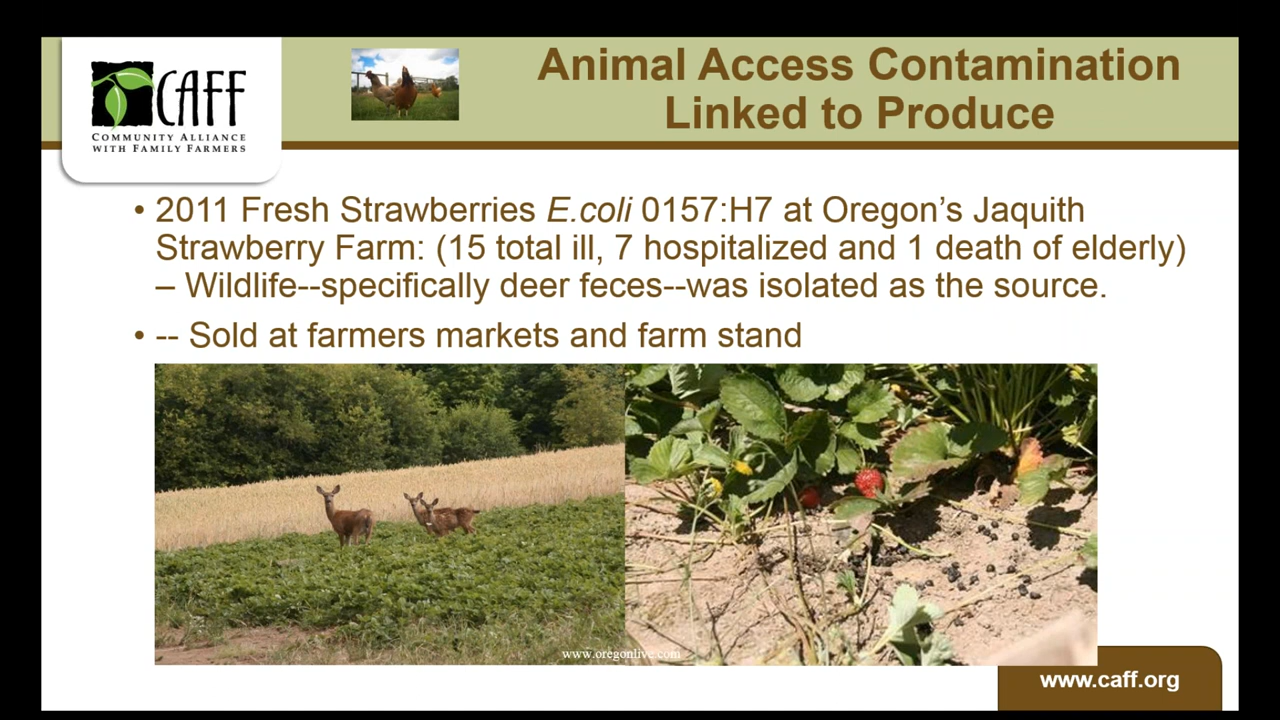 CAFF
COMMUNITY ALLIANCE
WITH FAMILY FARMERS
Animal Access Contamination
Linked to Produce
• 2011 Fresh Strawberries E.coli 0157:H7 at Oregon’s Jaquith
Strawberry Farm: (15 total ill, 7 hospitalized and 1 death of elderly)
– Wildlife--specifically deer feces--was isolated as the source.
• -- Sold at farmers markets and farm stand
www.oregonlive.com
www.caff.org